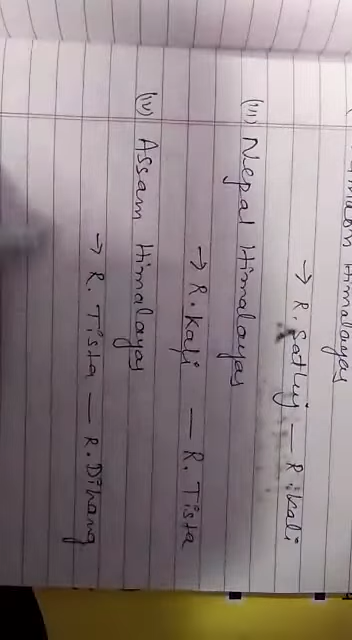 Himalayas
→ R. Satluj — R. Kali
(iii) Nepal Himalayas
→ R. Kali — R. Tista
(iv) Assam Himalayas
→ R. Tista — R. Dihang